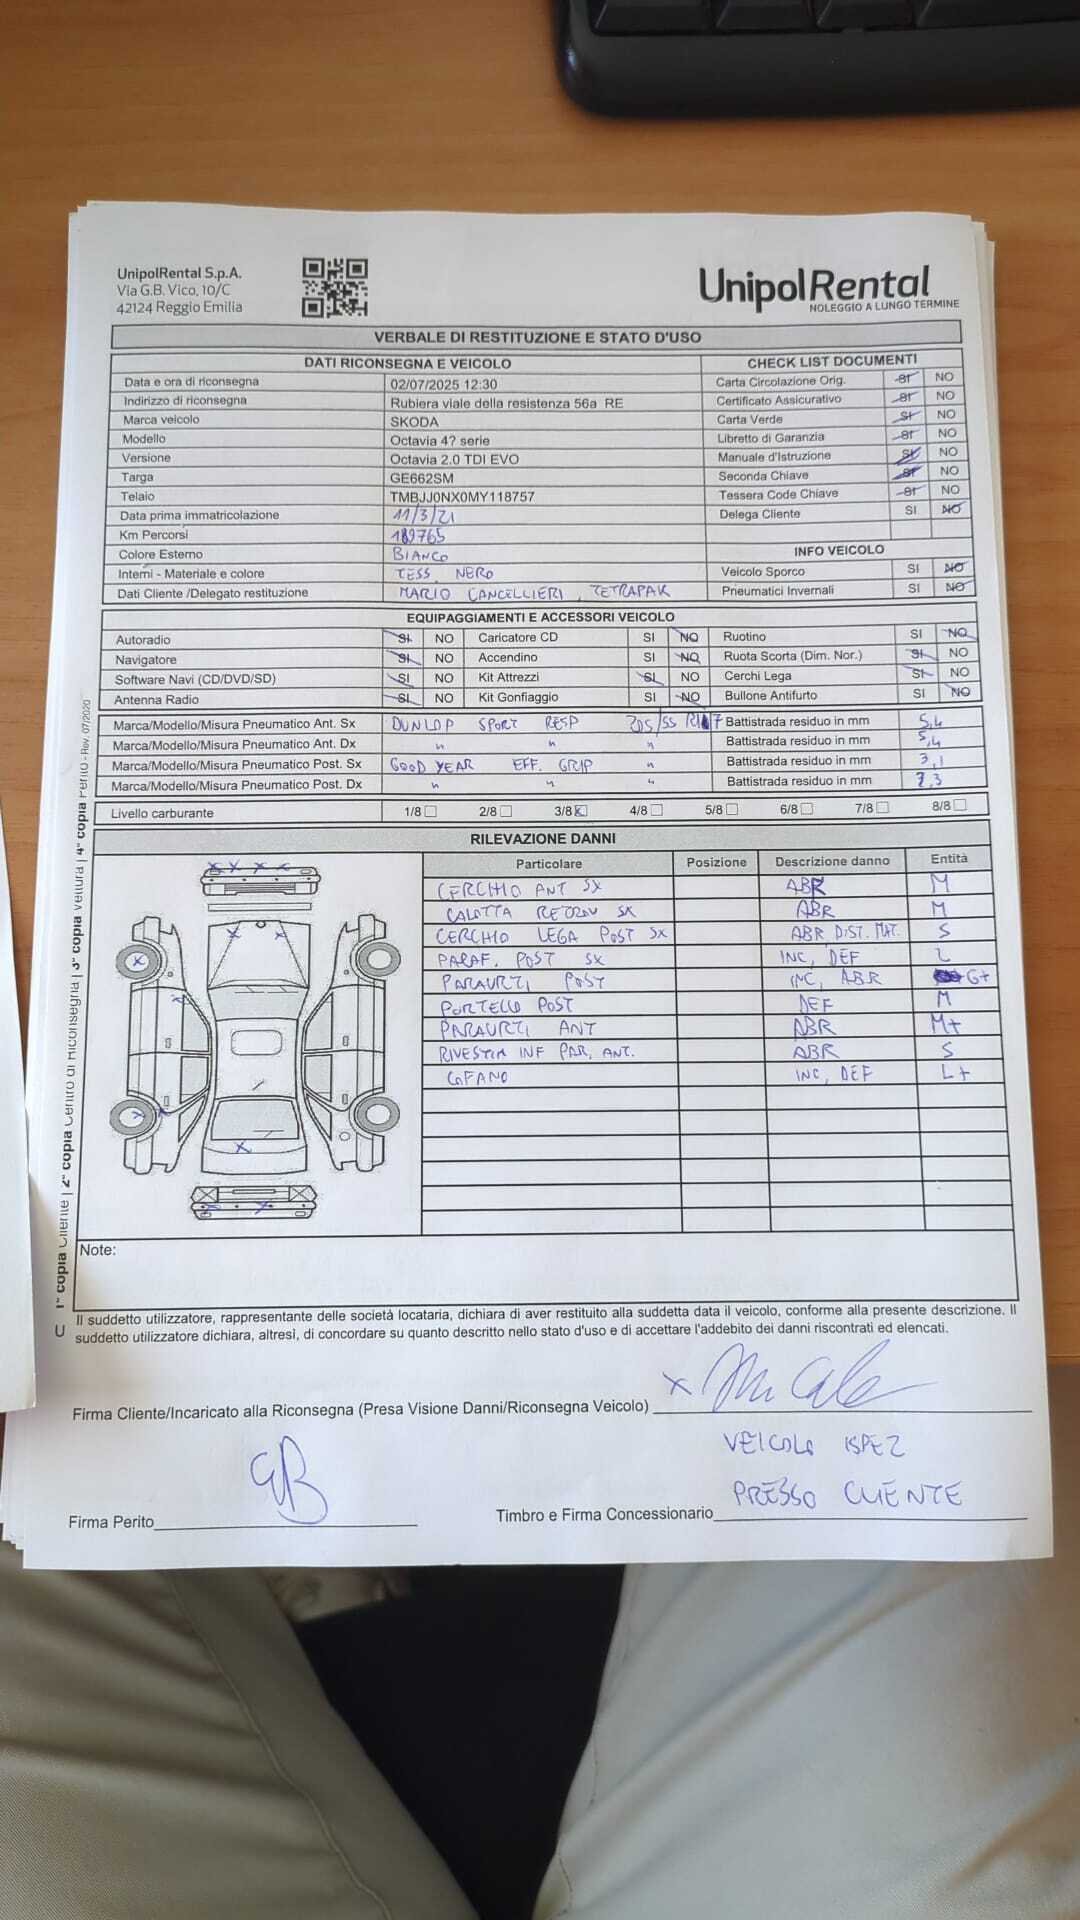 UnipolRental S.p.A.
Via G.B. Vico, 10/C
42124 Reggio Emilia
UnipolRental
NOLEGGIO A LUNGO TERMINE
VERBALE DI RESTITUZIONE E STATO D'USO
DATI RICONSEGNA E VEICOLO
Data e ora di riconsegna 02/07/2025 12:30
Indirizzo di riconsegna Rubiera viale della resistenza 56a RE
Marca veicolo SKODA
Modello Octavia 4? serie
Versione Octavia 2.0 TDI EVO
Targa GE662SM
Telaio TMBJJ0NX0MY118757
Data prima immatricolazione 11/3/21
Km Percorsi 189765
Colore Esterno BIANCO
Interni - Materiale e colore TESS. NERO
Dati Cliente /Delegato restituzione MARIO CANCELLIERI, TETRAPAK
CHECK LIST DOCUMENTI
Carta Circolazione Orig. SI NO
Certificato Assicurativo SI NO
Carta Verde SI NO
Libretto di Garanzia SI NO
Manuale d'Istruzione SI NO
Seconda Chiave SI NO
Tessera Code Chiave SI NO
Delega Cliente SI NO
INFO VEICOLO
Veicolo Sporco SI NO
Pneumatici Invernali SI NO
EQUIPAGGIAMENTI E ACCESSORI VEICOLO
Autoradio SI NO Caricatore CD SI NO Ruotino SI NO
Navigatore SI NO Accendino SI NO Ruota Scorta (Dim. Nor.) SI NO
Software Navi (CD/DVD/SD) SI NO Kit Attrezzi SI NO Cerchi Lega SI NO
Antenna Radio SI NO Kit Gonfiaggio SI NO Bullone Antifurto SI NO
Marca/Modello/Misura Pneumatico Ant. Sx DUNLOP SPORT RESP 205/55 R17 Battistrada residuo in mm 5,4
Marca/Modello/Misura Pneumatico Ant. Dx " " " Battistrada residuo in mm 5,4
Marca/Modello/Misura Pneumatico Post. Sx GOOD YEAR EFF. GRIP " Battistrada residuo in mm 3,1
Marca/Modello/Misura Pneumatico Post. Dx " " " Battistrada residuo in mm 3
Livello carburante 1/8 2/8 3/8 4/8 5/8 6/8 7/8 8/8
RILEVAZIONE DANNI
Particolare Posizione Descrizione danno Entità
CERCHIO ANT SX ABR M
CALOTTA RETROV SX ABR M
CERCHIO LEGA POST SX ABR DIST. MAT. S
PARAF. POST SX INC, DEF L
PARAURTI POST INC, ABR G+
PORTELLO POST DEF M
PARAURTI ANT ABR M+
RIVESTIM INF PAR. ANT. ABR S
COFANO INC, DEF L+
Note:
Il suddetto utilizzatore, rappresentante delle società locataria, dichiara di aver restituito alla suddetta data il veicolo, conforme alla presente descrizione. Il
suddetto utilizzatore dichiara, altresì, di concordare su quanto descritto nello stato d'uso e di accettare l'addebito dei danni riscontrati ed elencati.
Firma Cliente/Incaricato alla Riconsegna (Presa Visione Danni/Riconsegna Veicolo)
VEICOLO ISPEZ
PRESSO CLIENTE
Firma Perito
GB
Timbro e Firma Concessionario
1° copia Cliente | 2° copia Centro di Riconsegna | 3° copia Vettura | 4° copia Perito - Rev. 07/2020